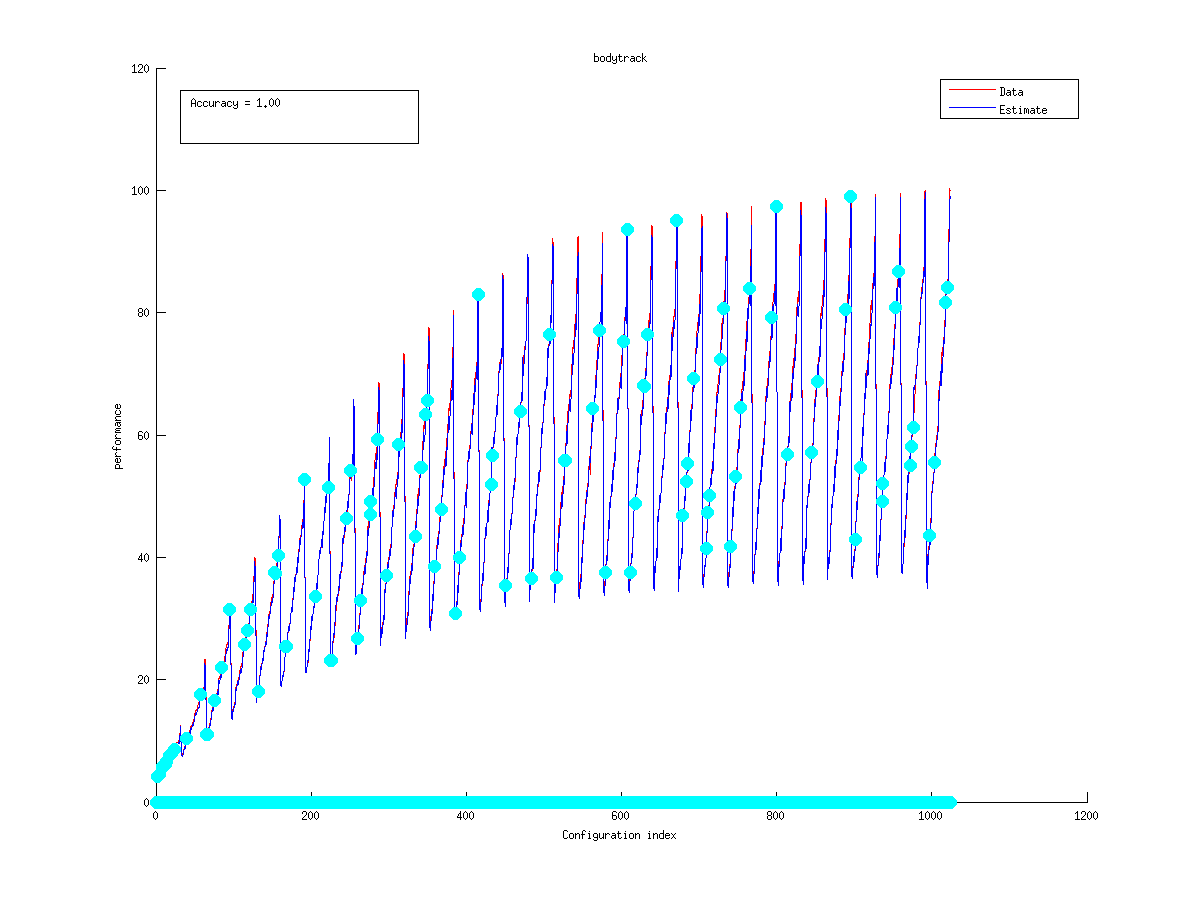 bodytrack
120
Accuracy = 1.00
Data
Estimate
100
80
60
performance
40
20
0
0 200 400 600 800 1000 1200
Configuration index